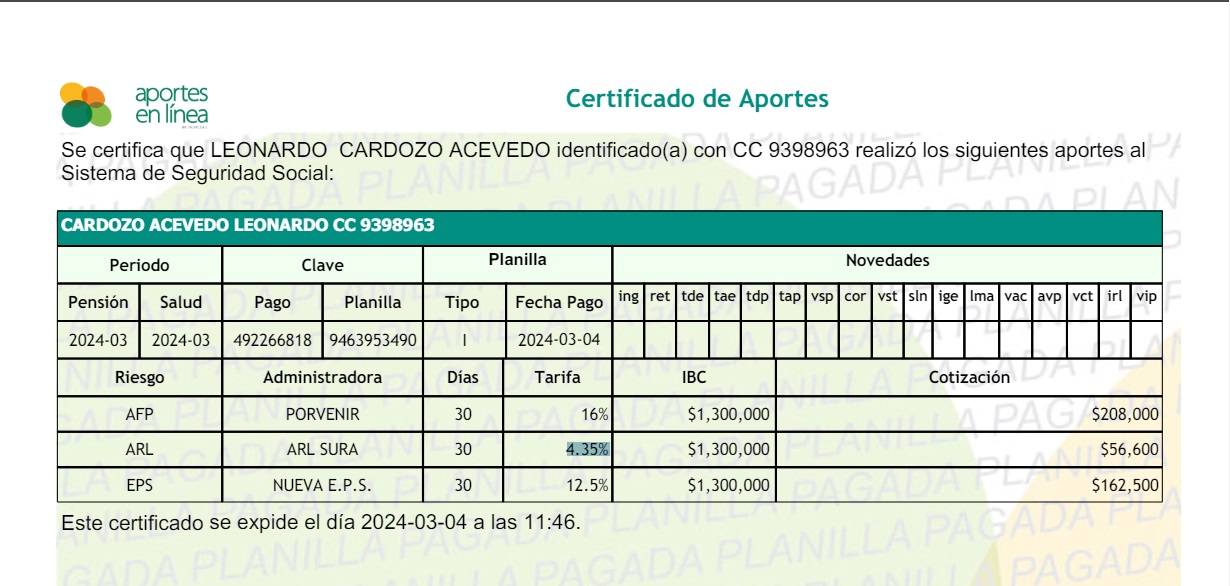 aportes
en línea
Certificado de Aportes
Se certifica que LEONARDO CARDOZO ACEVEDO identificado(a) con CC 9398963 realizó los siguientes aportes al
Sistema de Seguridad Social:
CARDOZO ACEVEDO LEONARDO CC 9398963
Periodo Clave Planilla Novedades
Pensión Salud Pago Planilla Tipo Fecha Pago ing ret tde tae tdp tap vsp cor vst sln ige lma vac avp vct irl vip
2024-03 2024-03 492266818 9463953490 I 2024-03-04
Riesgo Administradora Días Tarifa IBC Cotización
AFP PORVENIR 30 16% $1,300,000 $208,000
ARL ARL SURA 30 4.35% $1,300,000 $56,600
EPS NUEVA E.P.S. 30 12.5% $1,300,000 $162,500
Este certificado se expide el día 2024-03-04 a las 11:46.
PLANILLA PAGADA